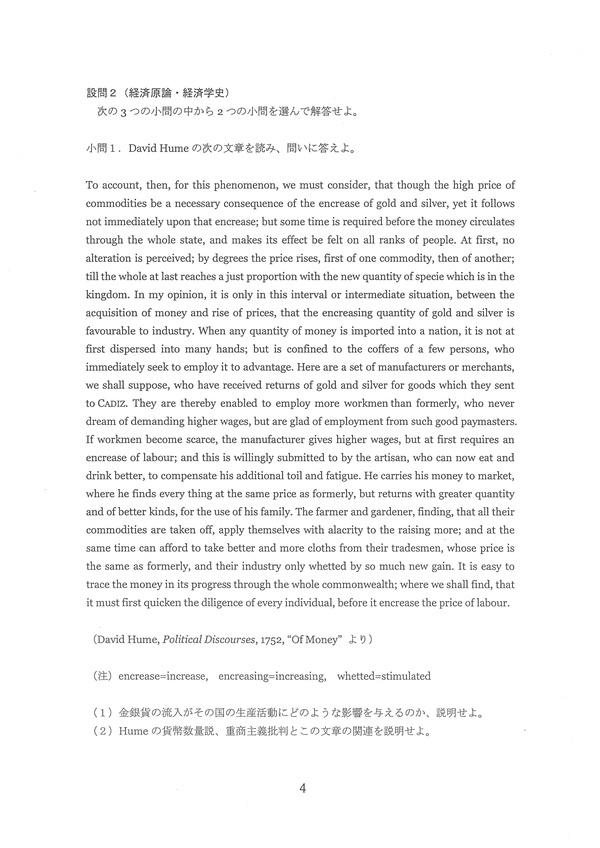 設問2（経済原論・経済学史）
次の3つの小問の中から2つの小問を選んで解答せよ。
小問1．David Hume の次の文章を読み、問いに答えよ。
To account, then, for this phenomenon, we must consider, that though the high price of
commodities be a necessary consequence of the encrease of gold and silver, yet it follows
not immediately upon that encrease; but some time is required before the money circulates
through the whole state, and makes its effect be felt on all ranks of people. At first, no
alteration is perceived; by degrees the price rises, first of one commodity, then of another;
till the whole at last reaches a just proportion with the new quantity of specie which is in the
kingdom. In my opinion, it is only in this interval or intermediate situation, between the
acquisition of money and rise of prices, that the encreasing quantity of gold and silver is
favourable to industry. When any quantity of money is imported into a nation, it is not at
first dispersed into many hands; but is confined to the coffers of a few persons, who
immediately seek to employ it to advantage. Here are a set of manufacturers or merchants,
we shall suppose, who have received returns of gold and silver for goods which they sent
to CADIZ. They are thereby enabled to employ more workmen than formerly, who never
dream of demanding higher wages, but are glad of employment from such good paymasters.
If workmen become scarce, the manufacturer gives higher wages, but at first requires an
encrease of labour; and this is willingly submitted to by the artisan, who can now eat and
drink better, to compensate his additional toil and fatigue. He carries his money to market,
where he finds every thing at the same price as formerly, but returns with greater quantity
and of better kinds, for the use of his family. The farmer and gardener, finding, that all their
commodities are taken off, apply themselves with alacrity to the raising more; and at the
same time can afford to take better and more cloths from their tradesmen, whose price is
the same as formerly, and their industry only whetted by so much new gain. It is easy to
trace the money in its progress through the whole commonwealth; where we shall find, that
it must first quicken the diligence of every individual, before it encrease the price of labour.
（David Hume, Political Discourses, 1752, “Of Money” より）
（注）encrease=increase, encreasing=increasing, whetted=stimulated
（1）金銀貨の流入がその国の生産活動にどのような影響を与えるのか、説明せよ。
（2）Hume の貨幣数量説、重商主義批判とこの文章の関連を説明せよ。
4